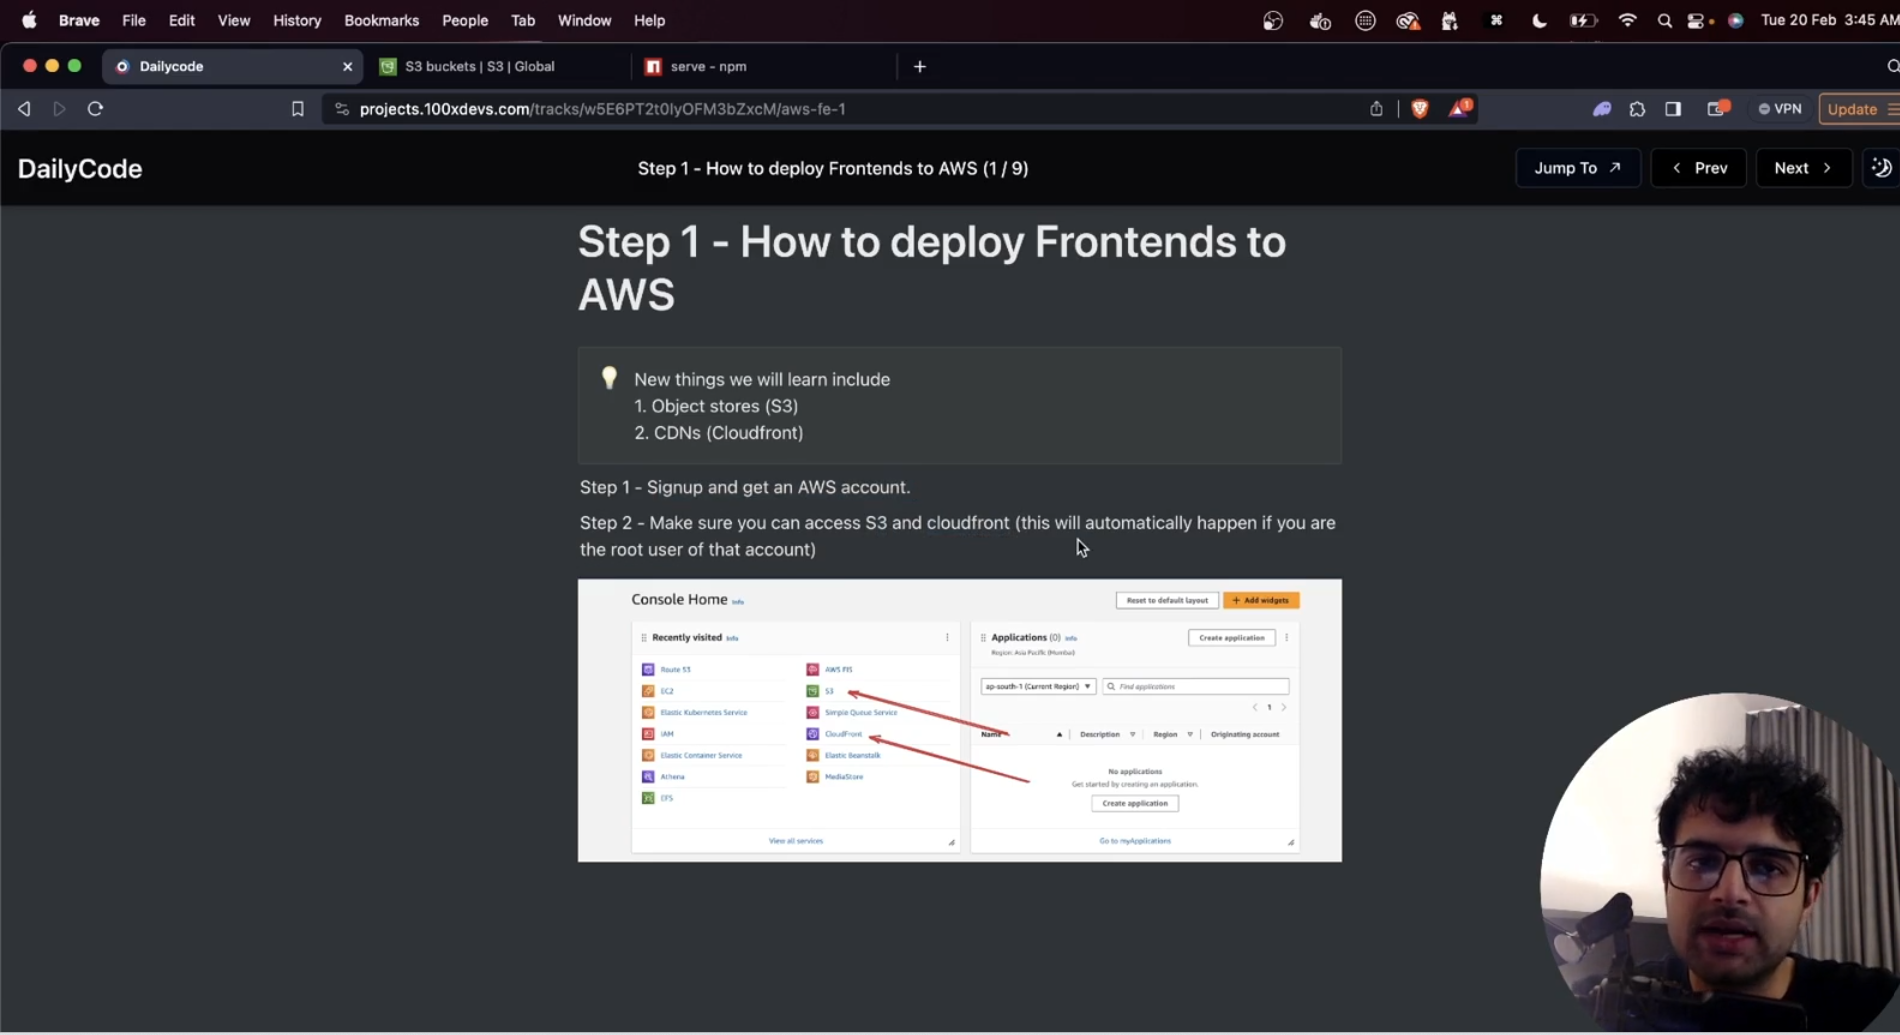 Brave File Edit View History Bookmarks People Tab Window Help Tue 20 Feb 3:45 AM
Dailycode S3 buckets | S3 | Global serve - npm
projects.100xdevs.com/tracks/w5E6PT2t0IyOFM3bZxcM/aws-fe-1 1 VPN Update
DailyCode Step 1 - How to deploy Frontends to AWS (1 / 9) Jump To Prev Next
Step 1 - How to deploy Frontends to
AWS
New things we will learn include
1. Object stores (S3)
2. CDNs (Cloudfront)
Step 1 - Signup and get an AWS account.
Step 2 - Make sure you can access S3 and cloudfront (this will automatically happen if you are
the root user of that account)
Console Home Info Reset to default layout + Add widgets
Recently visited Info
Route 53 AWS FIS
EC2 S3
Elastic Kubernetes Service Simple Queue Service
IAM CloudFront
Elastic Container Service Elastic Beanstalk
Athena MediaStore
EFS
View all services
Applications (0) Info Create application
Region: Asia Pacific (Mumbai)
ap-south-1 (Current Region) Find applications
1
Name Description Region Originating account
No applications
Get started by creating an application.
Create application
Go to myApplications